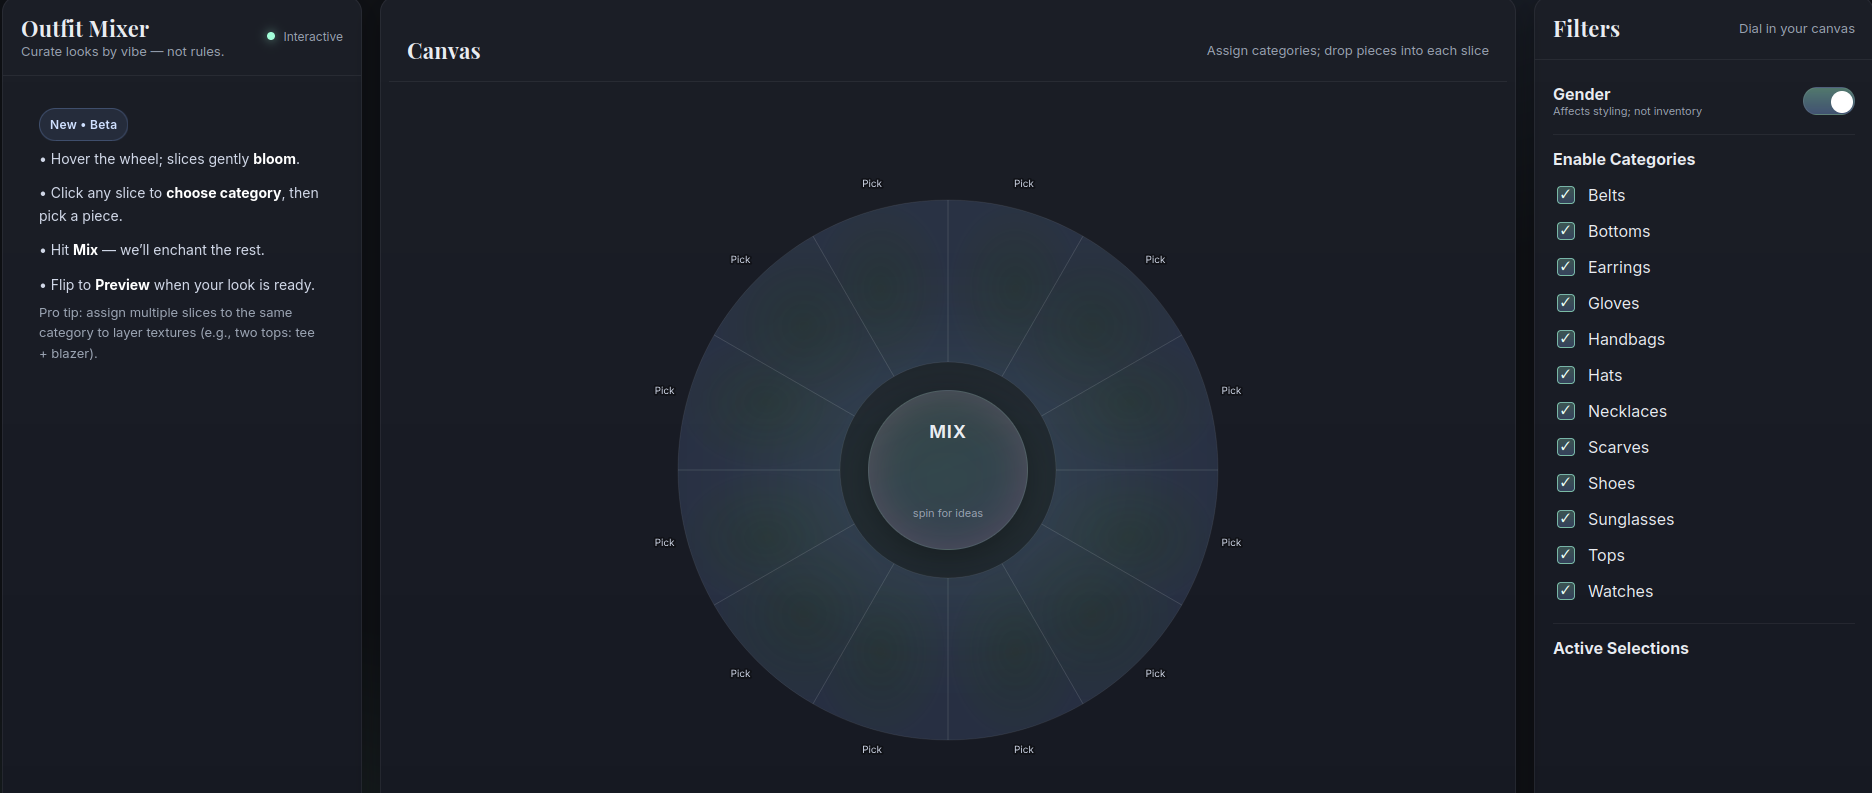 Outfit Mixer
Curate looks by vibe — not rules.
Interactive
New • Beta
• Hover the wheel; slices gently bloom.
• Click any slice to choose category, then
pick a piece.
• Hit Mix — we’ll enchant the rest.
• Flip to Preview when your look is ready.
Pro tip: assign multiple slices to the same
category to layer textures (e.g., two tops: tee
+ blazer).
Canvas
Assign categories; drop pieces into each slice
Pick
Pick
Pick
Pick
Pick
Pick
MIX
spin for ideas
Pick
Pick
Pick
Pick
Pick
Pick
Filters
Dial in your canvas
Gender
Affects styling; not inventory
Enable Categories
✓ Belts
✓ Bottoms
✓ Earrings
✓ Gloves
✓ Handbags
✓ Hats
✓ Necklaces
✓ Scarves
✓ Shoes
✓ Sunglasses
✓ Tops
✓ Watches
Active Selections